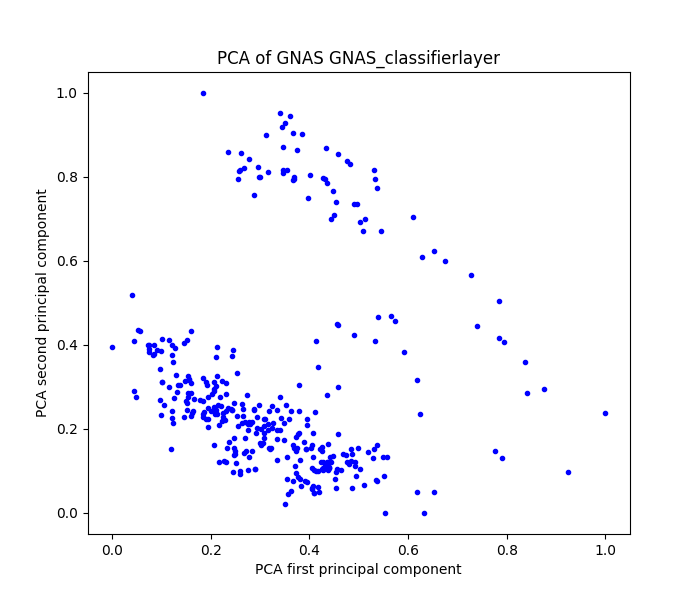 PCA of GNAS GNAS_classifierlayer
PCA second principal component
1.0
0.8
0.6
0.4
0.2
0.0
0.0 0.2 0.4 0.6 0.8 1.0
PCA first principal component